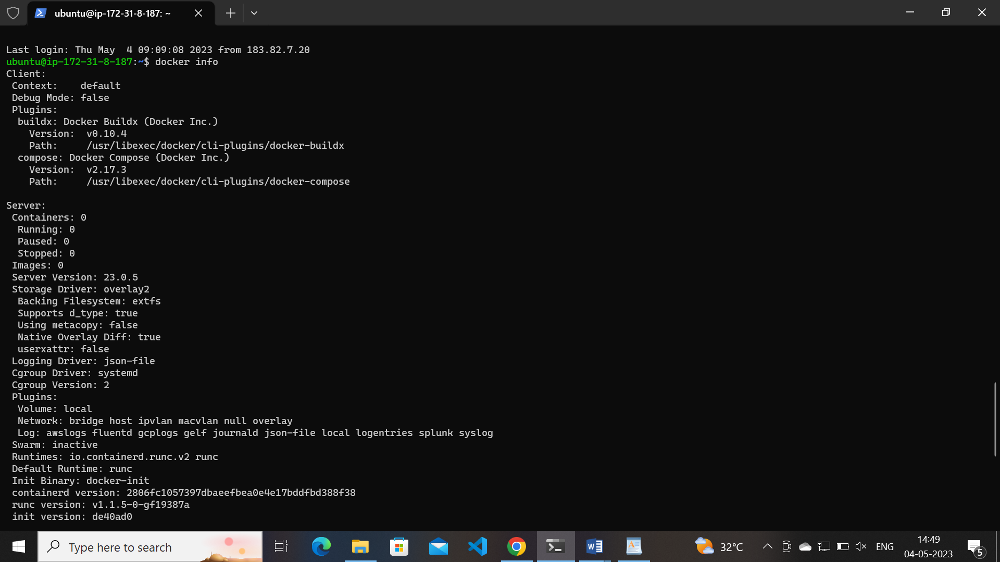 ubuntu@ip-172-31-8-187: ~
Last login: Thu May  4 09:09:08 2023 from 183.82.7.20
ubuntu@ip-172-31-8-187:~$ docker info
Client:
 Context:    default
 Debug Mode: false
 Plugins:
  buildx: Docker Buildx (Docker Inc.)
    Version:  v0.10.4
    Path:     /usr/libexec/docker/cli-plugins/docker-buildx
  compose: Docker Compose (Docker Inc.)
    Version:  v2.17.3
    Path:     /usr/libexec/docker/cli-plugins/docker-compose

Server:
 Containers: 0
  Running: 0
  Paused: 0
  Stopped: 0
 Images: 0
 Server Version: 23.0.5
 Storage Driver: overlay2
  Backing Filesystem: extfs
  Supports d_type: true
  Using metacopy: false
  Native Overlay Diff: true
  userxattr: false
 Logging Driver: json-file
 Cgroup Driver: systemd
 Cgroup Version: 2
 Plugins:
  Volume: local
  Network: bridge host ipvlan macvlan null overlay
  Log: awslogs fluentd gcplogs gelf journald json-file local logentries splunk syslog
 Swarm: inactive
 Runtimes: io.containerd.runc.v2 runc
 Default Runtime: runc
 Init Binary: docker-init
 containerd version: 2806fc1057397dbaeefbea0e4e17bddfbd388f38
 runc version: v1.1.5-0-gf19387a
 init version: de40ad0
Type here to search
32°C
ENG
14:49
04-05-2023
5